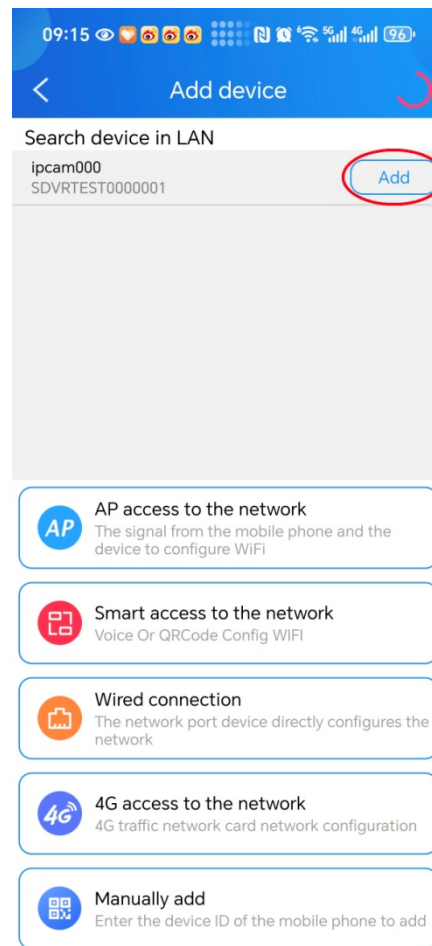 09:15 5G 4G 96
Add device
Search device in LAN
ipcam000
SDVRTEST0000001
Add
AP
AP access to the network
The signal from the mobile phone and the
device to configure WiFi
Smart access to the network
Voice Or QRCode Config WIFI
Wired connection
The network port device directly configures the
network
4G
4G access to the network
4G traffic network card network configuration
Manually add
Enter the device ID of the mobile phone to add